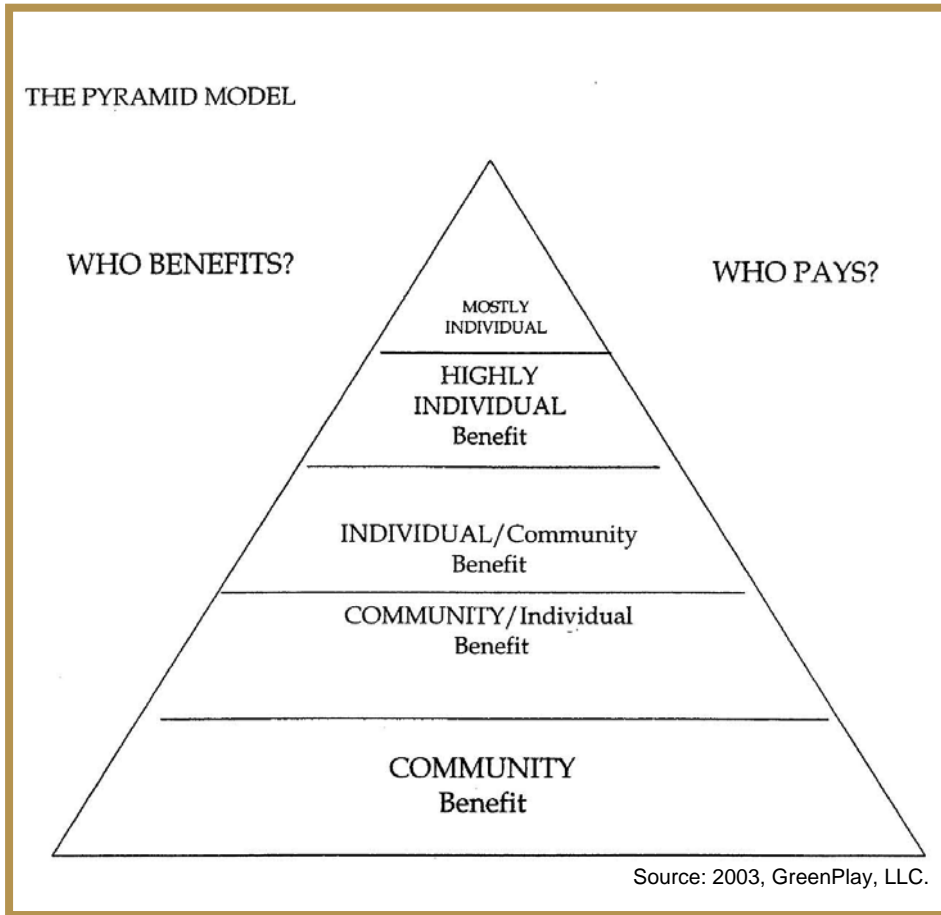 THE PYRAMID MODEL
WHO BENEFITS?
WHO PAYS?
MOSTLY
INDIVIDUAL
HIGHLY
INDIVIDUAL
Benefit
INDIVIDUAL/Community
Benefit
COMMUNITY/Individual
Benefit
COMMUNITY
Benefit
Source: 2003, GreenPlay, LLC.